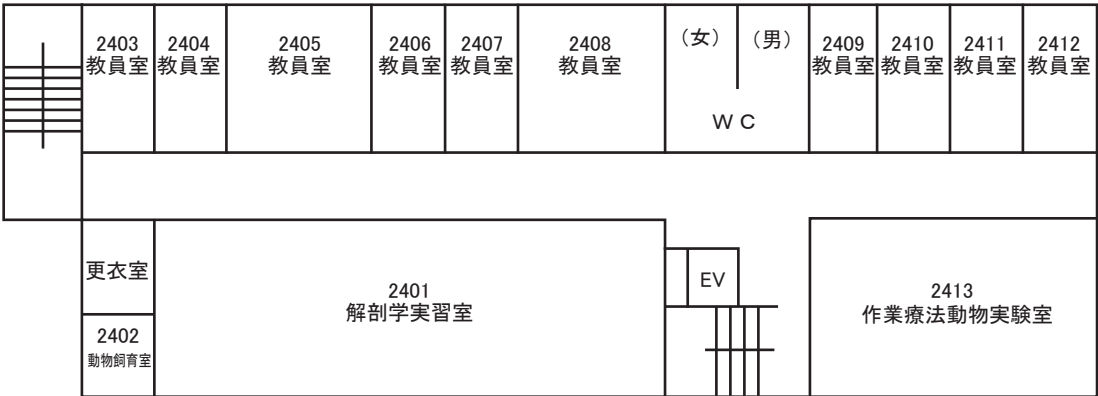 2403
教員室
2404
教員室
2405
教員室
2406
教員室
2407
教員室
2408
教員室
（女）
（男）
ＷＣ
2409
教員室
2410
教員室
2411
教員室
2412
教員室
更衣室
2402
動物飼育室
2401
解剖学実習室
EV
2413
作業療法動物実験室